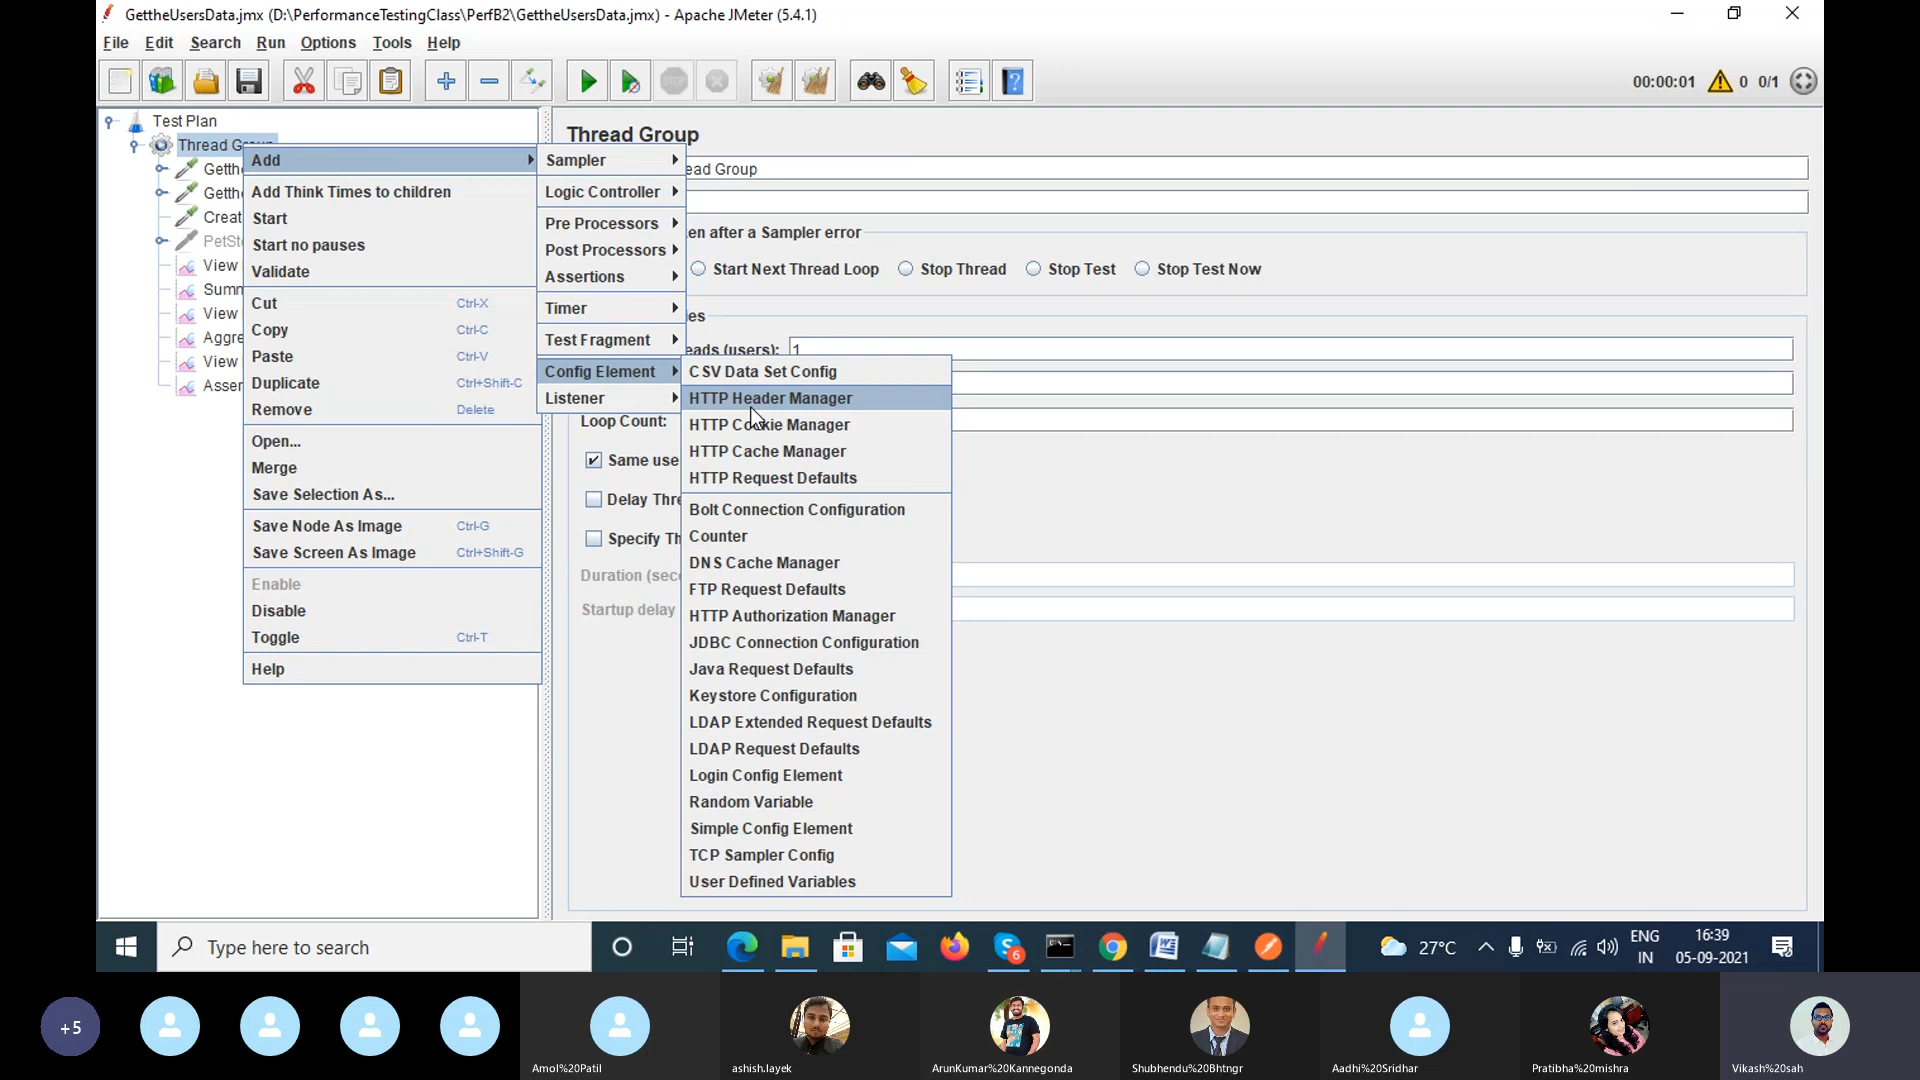 GettheUsersData.jmx (D:\PerformanceTestingClass\PerfB2\GettheUsersData.jmx) - Apache JMeter (5.4.1)
File Edit Search Run Options Tools Help
00:00:01 0 0/1
Test Plan
Thread Gro
Getth
Getth
Creat
PetSt
View
Summ
View
Aggre
View
Asser
Add
Add Think Times to children
Start
Start no pauses
Validate
Cut Ctrl-X
Copy Ctrl-C
Paste Ctrl-V
Duplicate Ctrl+Shift-C
Remove Delete
Open...
Merge
Save Selection As...
Save Node As Image Ctrl-G
Save Screen As Image Ctrl+Shift-G
Enable
Disable
Toggle Ctrl-T
Help
Sampler
Logic Controller
Pre Processors
Post Processors
Assertions
Timer
Test Fragment
Config Element
Listener
CSV Data Set Config
HTTP Header Manager
HTTP Cookie Manager
HTTP Cache Manager
HTTP Request Defaults
Bolt Connection Configuration
Counter
DNS Cache Manager
FTP Request Defaults
HTTP Authorization Manager
JDBC Connection Configuration
Java Request Defaults
Keystore Configuration
LDAP Extended Request Defaults
LDAP Request Defaults
Login Config Element
Random Variable
Simple Config Element
TCP Sampler Config
User Defined Variables
Thread Group
ead Group
en after a Sampler error
Start Next Thread Loop Stop Thread Stop Test Stop Test Now
es
eads (users): 1
Loop Count:
Same use
Delay Thre
Specify Th
Duration (sec
Startup delay
Type here to search
6
27°C
ENG
IN
16:39
05-09-2021
+5
Amol%20Patil
ashish.layek
ArunKumar%20Kannegonda
Shubhendu%20Bhtngr
Aadhi%20Sridhar
Pratibha%20mishra
Vikash%20sah